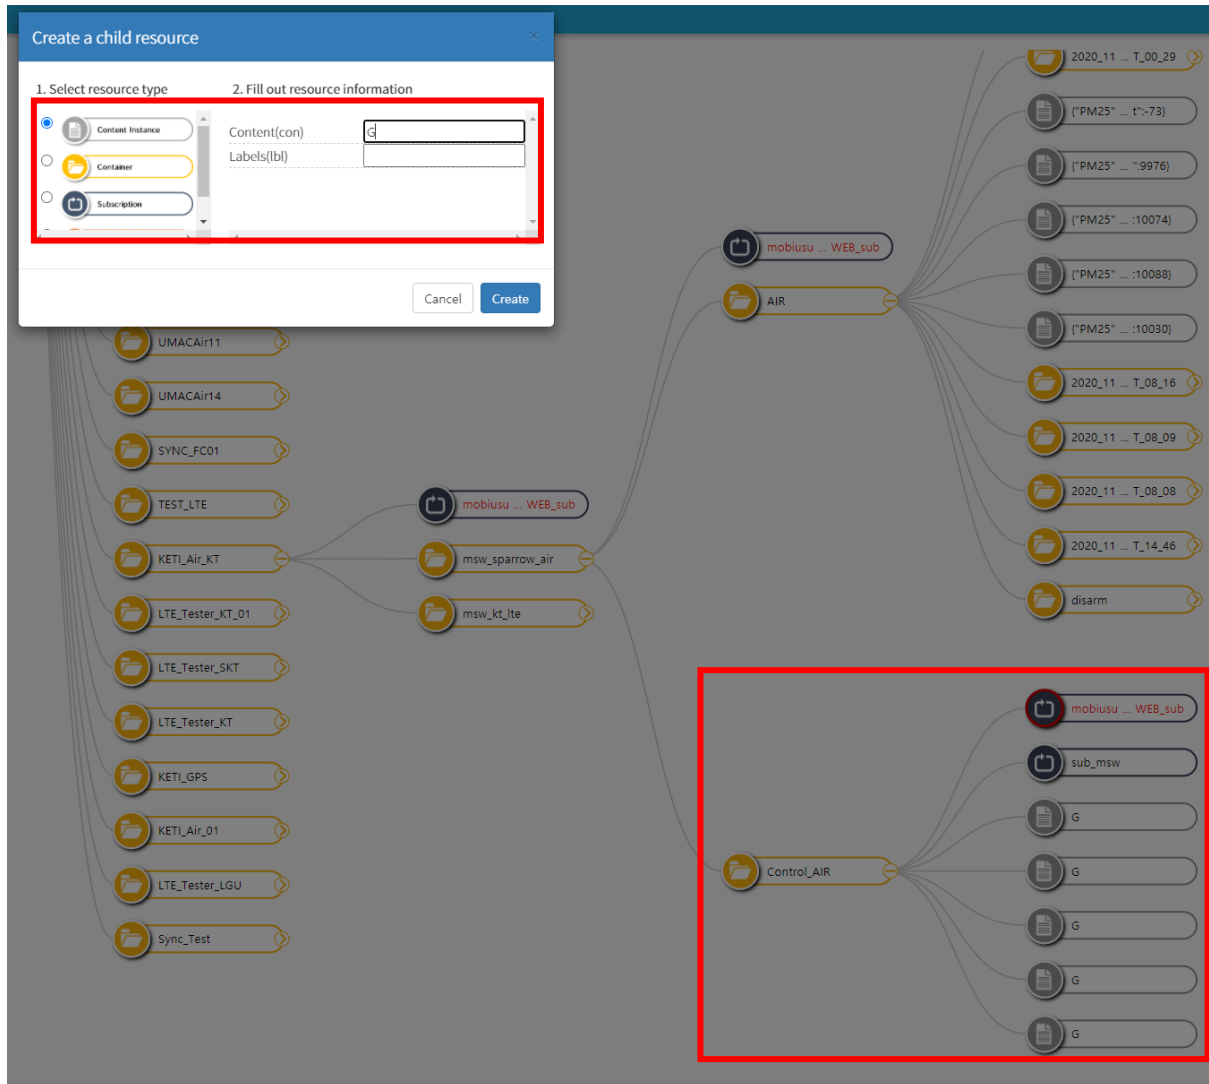 Create a child resource
×
1. Select resource type
2. Fill out resource information
Content Instance
Container
Subscription
Content(con)
G
Labels(lbl)
Cancel
Create
UMACAir11
UMACAir14
SYNC_FC01
TEST_LTE
KETI_Air_KT
LTE_Tester_KT_01
LTE_Tester_SKT
LTE_Tester_KT
KETI_GPS
KETI_Air_01
LTE_Tester_LGU
Sync_Test
mobiusu ... WEB_sub
msw_sparrow_air
msw_kt_lte
mobiusu ... WEB_sub
AIR
Control_AIR
2020_11 ... T_00_29
{"PM25" ... t":-73}
{"PM25" ... ":9976}
{"PM25" ... :10074}
{"PM25" ... :10088}
{"PM25" ... :10030}
2020_11 ... T_08_16
2020_11 ... T_08_09
2020_11 ... T_08_08
2020_11 ... T_14_46
disarm
mobiusu ... WEB_sub
sub_msw
G
G
G
G
G